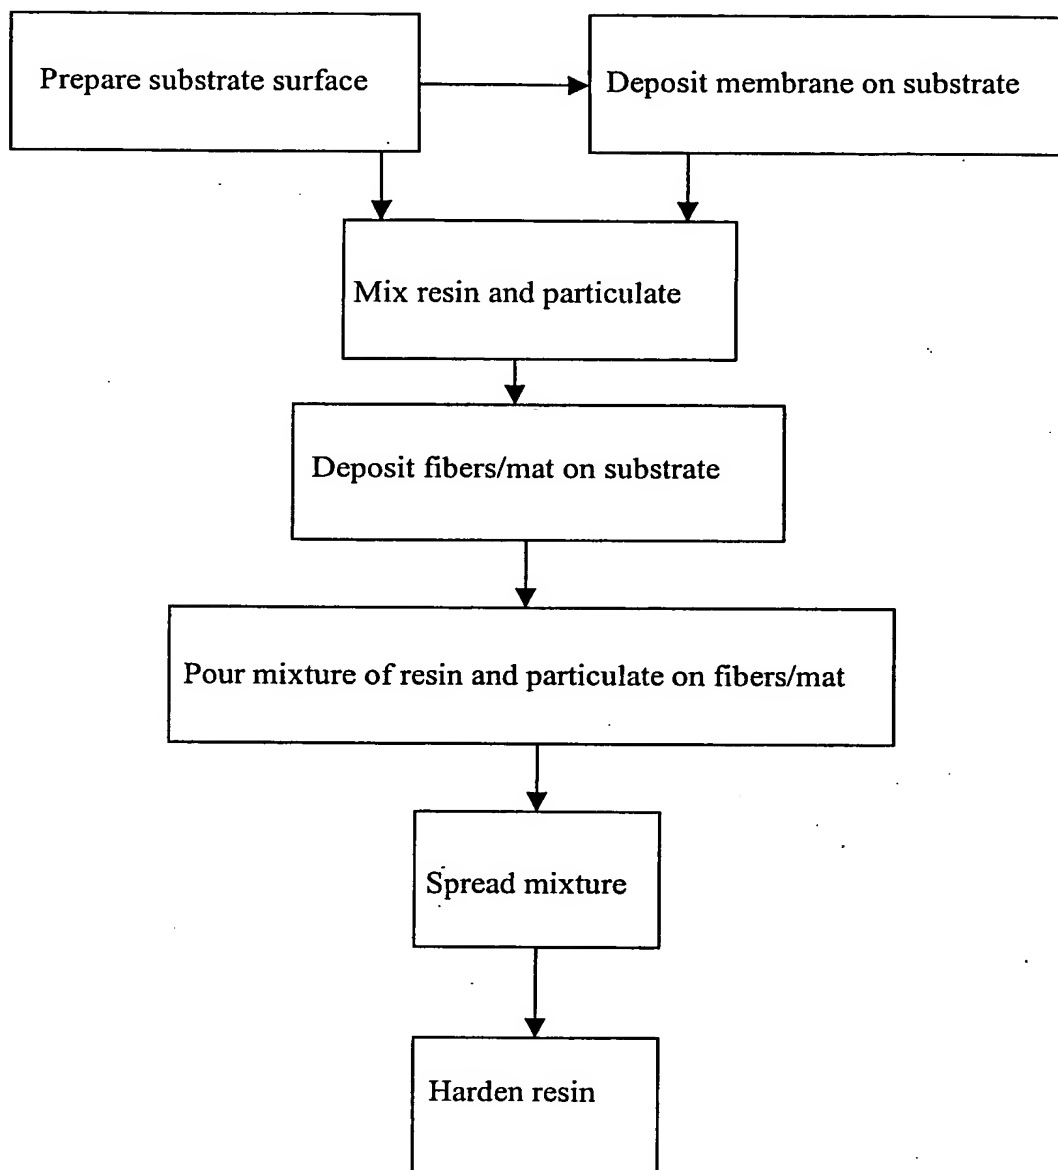 Prepare substrate surface
Deposit membrane on substrate
Mix resin and particulate
Deposit fibers/mat on substrate
Pour mixture of resin and particulate on fibers/mat
Spread mixture
Harden resin